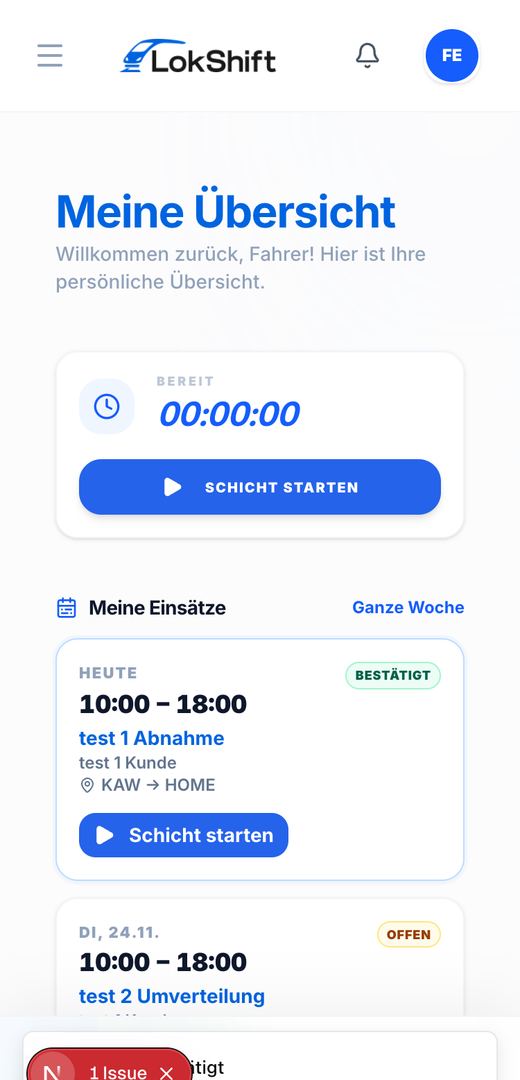 LokShift
FE
Meine Übersicht
Willkommen zurück, Fahrer! Hier ist Ihre
persönliche Übersicht.
BEREIT
00:00:00
SCHICHT STARTEN
Meine Einsätze
Ganze Woche
HEUTE
BESTÄTIGT
10:00 – 18:00
test 1 Abnahme
test 1 Kunde
KAW → HOME
Schicht starten
DI, 24.11.
OFFEN
10:00 – 18:00
test 2 Umverteilung
N
1 Issue